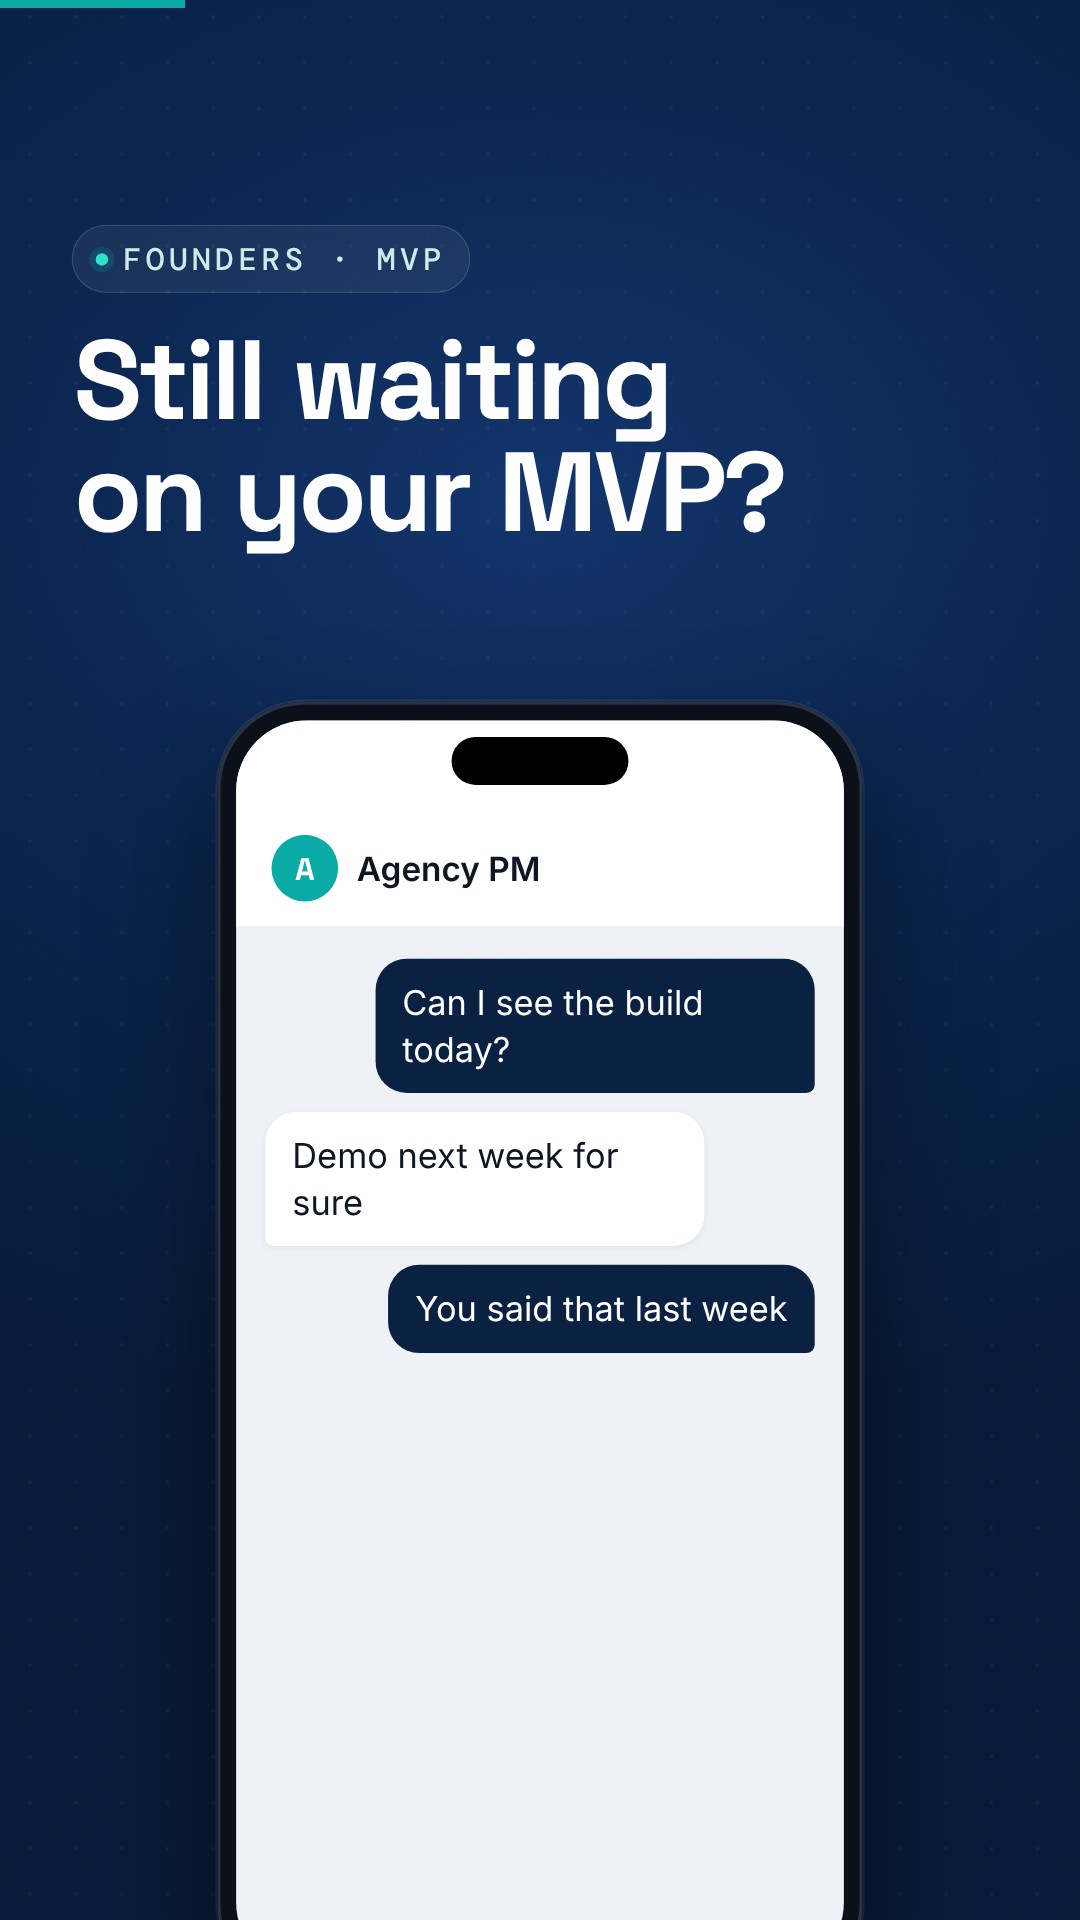 FOUNDERS · MVP
Still waiting
on your MVP?
A
Agency PM
Can I see the build
today?
Demo next week for
sure
You said that last week